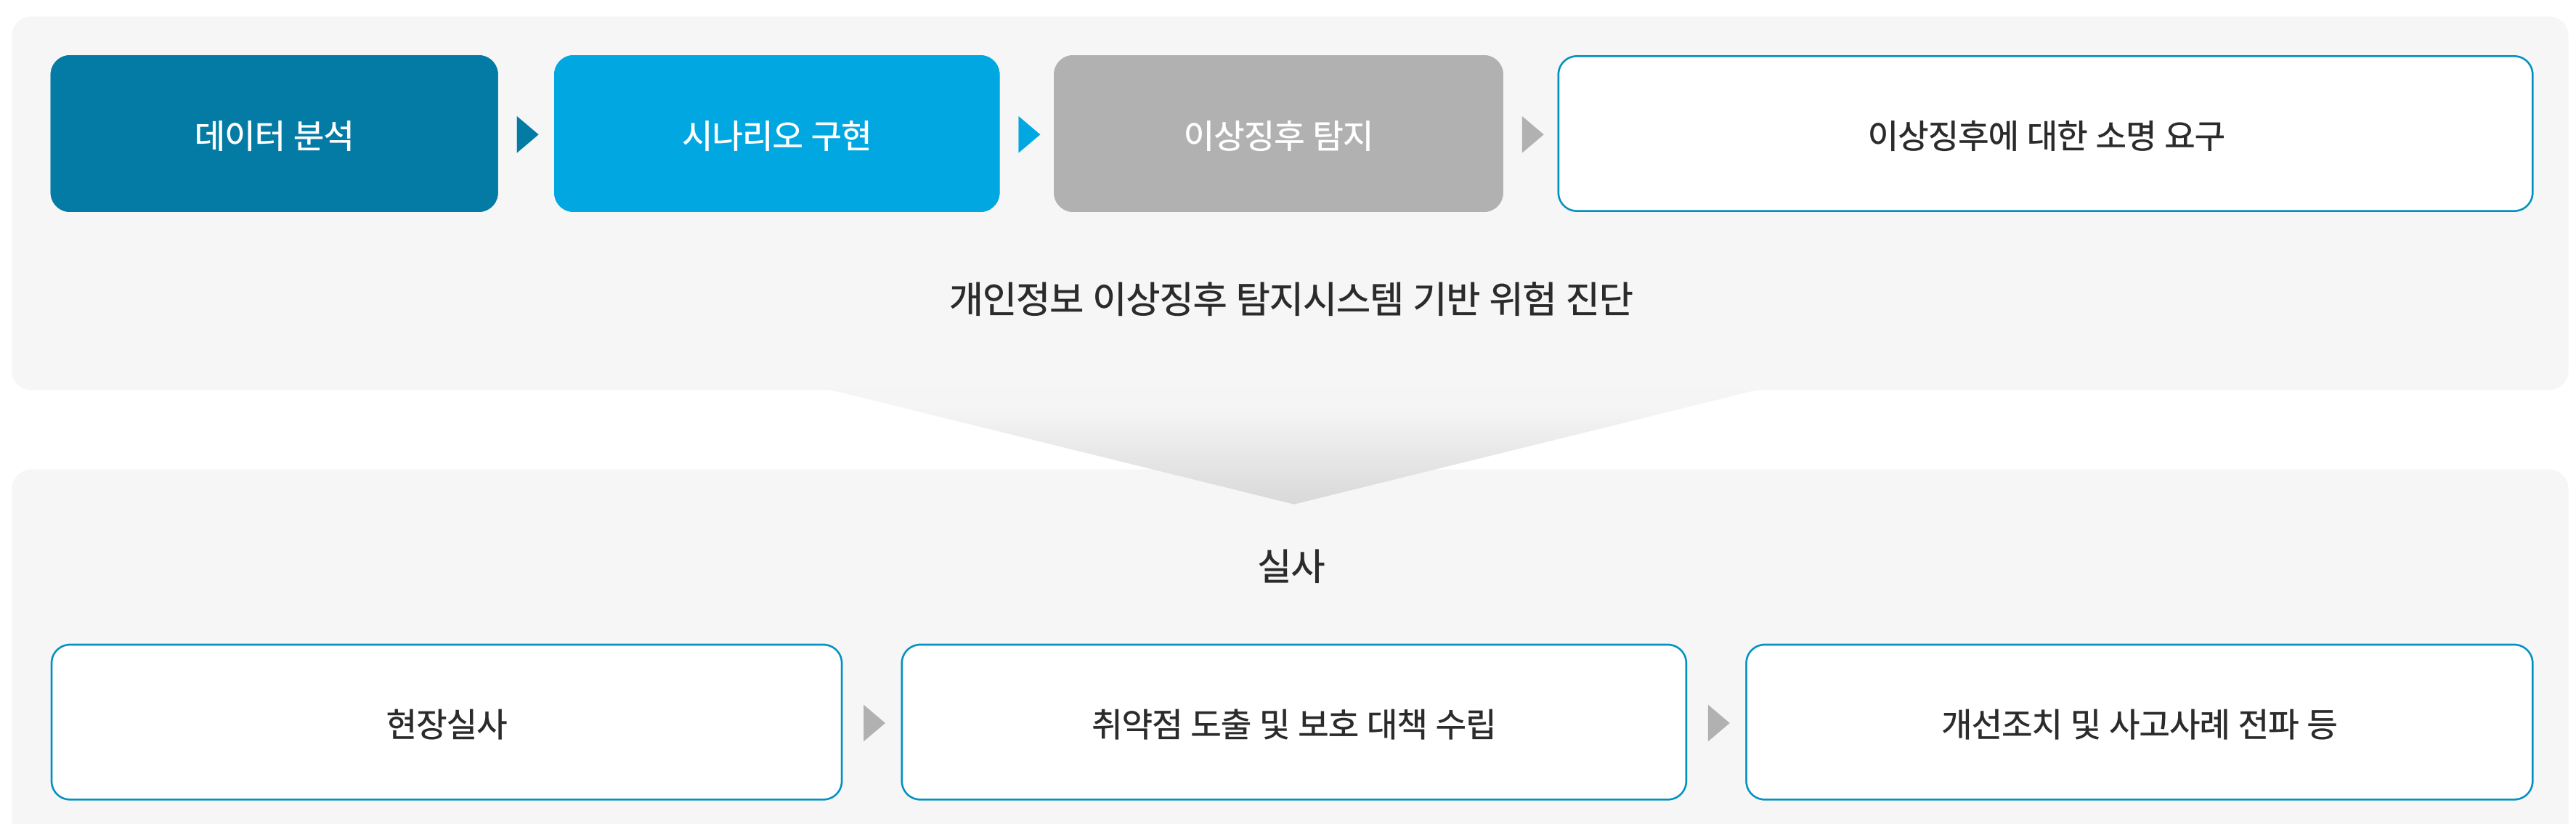 데이터 분석
시나리오 구현
이상징후 탐지
이상징후에 대한 소명 요구
개인정보 이상징후 탐지시스템 기반 위험 진단
실사
현장실사
취약점 도출 및 보호 대책 수립
개선조치 및 사고사례 전파 등